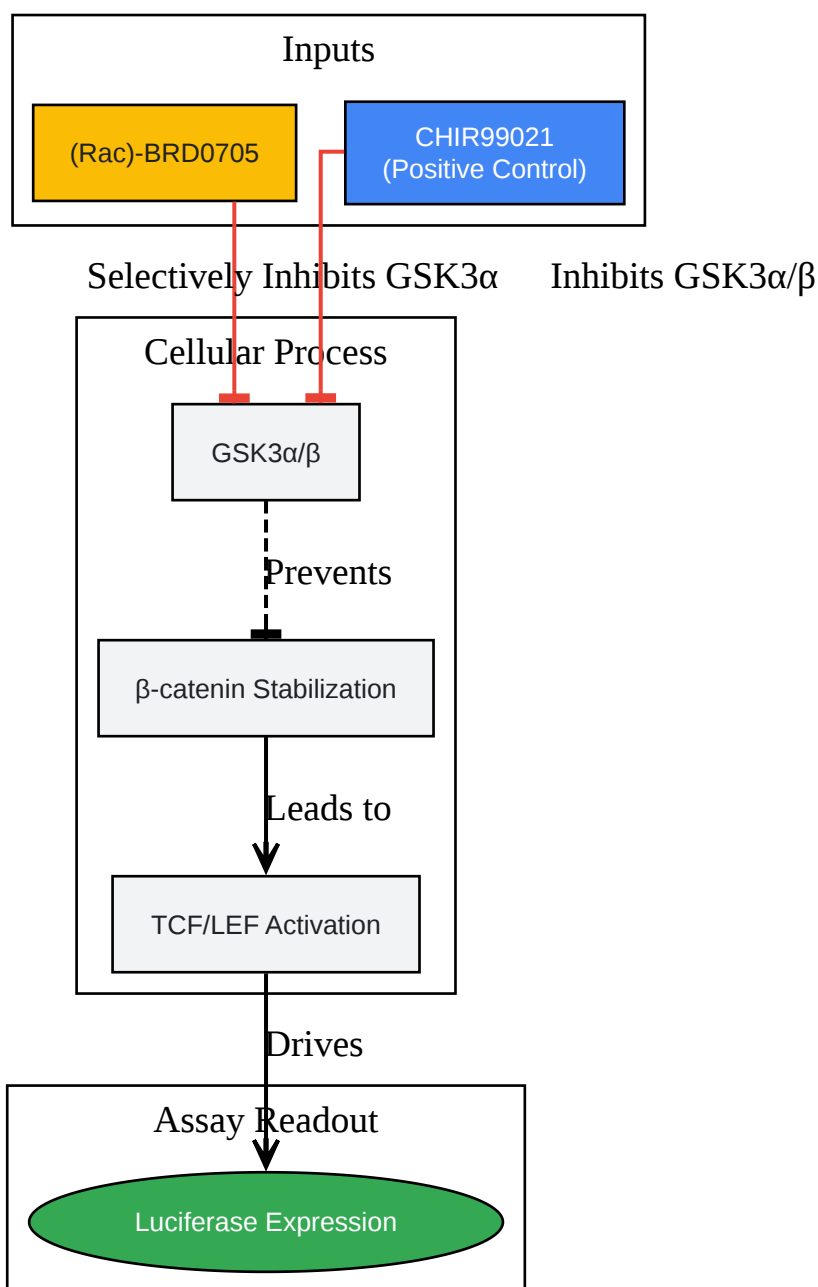 Inputs
(Rac)-BRD0705
CHIR99021
(Positive Control)
Selectively Inhibits GSK3α
Inhibits GSK3α/β
Cellular Process
GSK3α/β
Prevents
β-catenin Stabilization
Leads to
TCF/LEF Activation
Drives
Assay Readout
Luciferase Expression